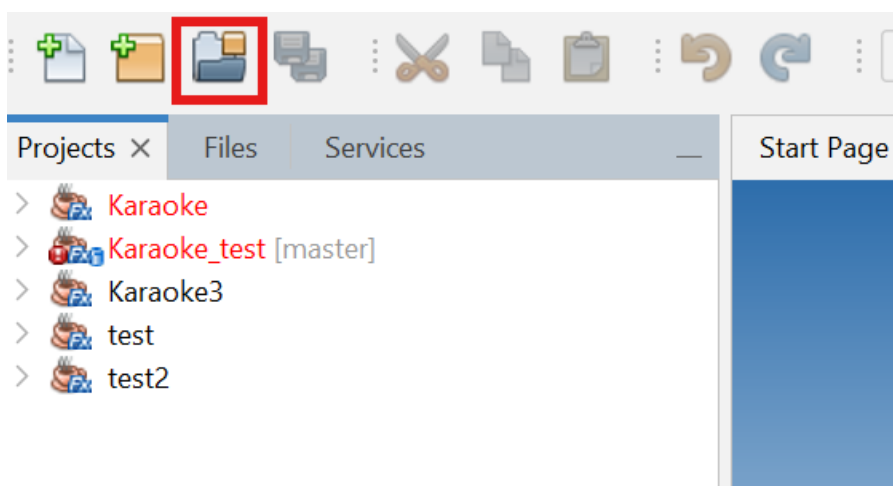 Projects Files Services Start Page
Karaoke
Karaoke_test [master]
Karaoke3
test
test2